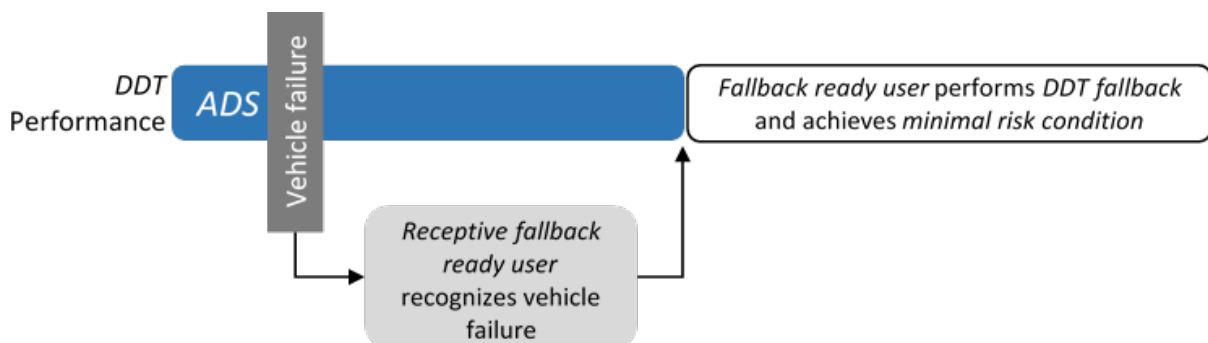 DDT
Performance
ADS
Vehicle failure
Fallback ready user performs DDT fallback
and achieves minimal risk condition
Receptive fallback
ready user
recognizes vehicle
failure